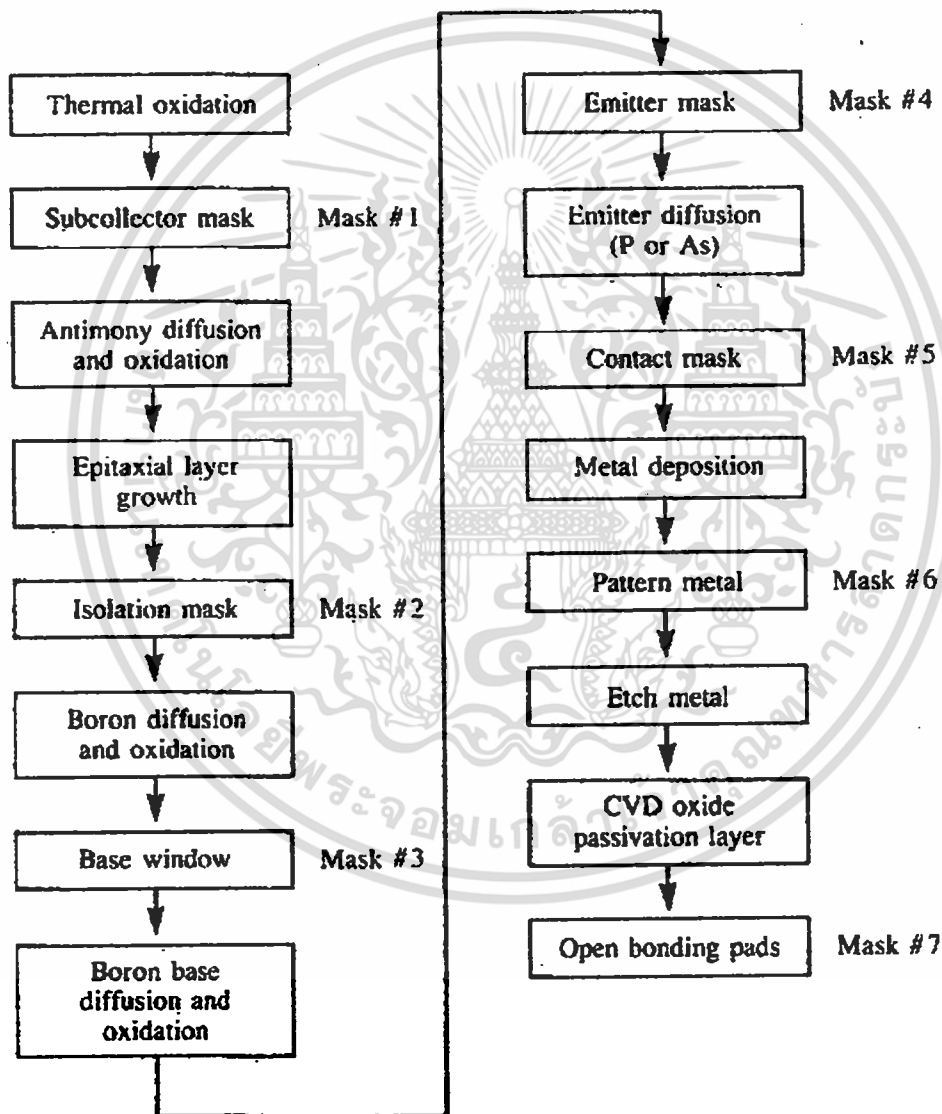 Thermal oxidation
Subcollector mask Mask #1
Antimony diffusion
and oxidation
Epitaxial layer
growth
Isolation mask Mask #2
Boron diffusion
and oxidation
Base window Mask #3
Boron base
diffusion and
oxidation
Emitter mask Mask #4
Emitter diffusion
(P or As)
Contact mask Mask #5
Metal deposition
Pattern metal Mask #6
Etch metal
CVD oxide
passivation layer
Open bonding pads Mask #7